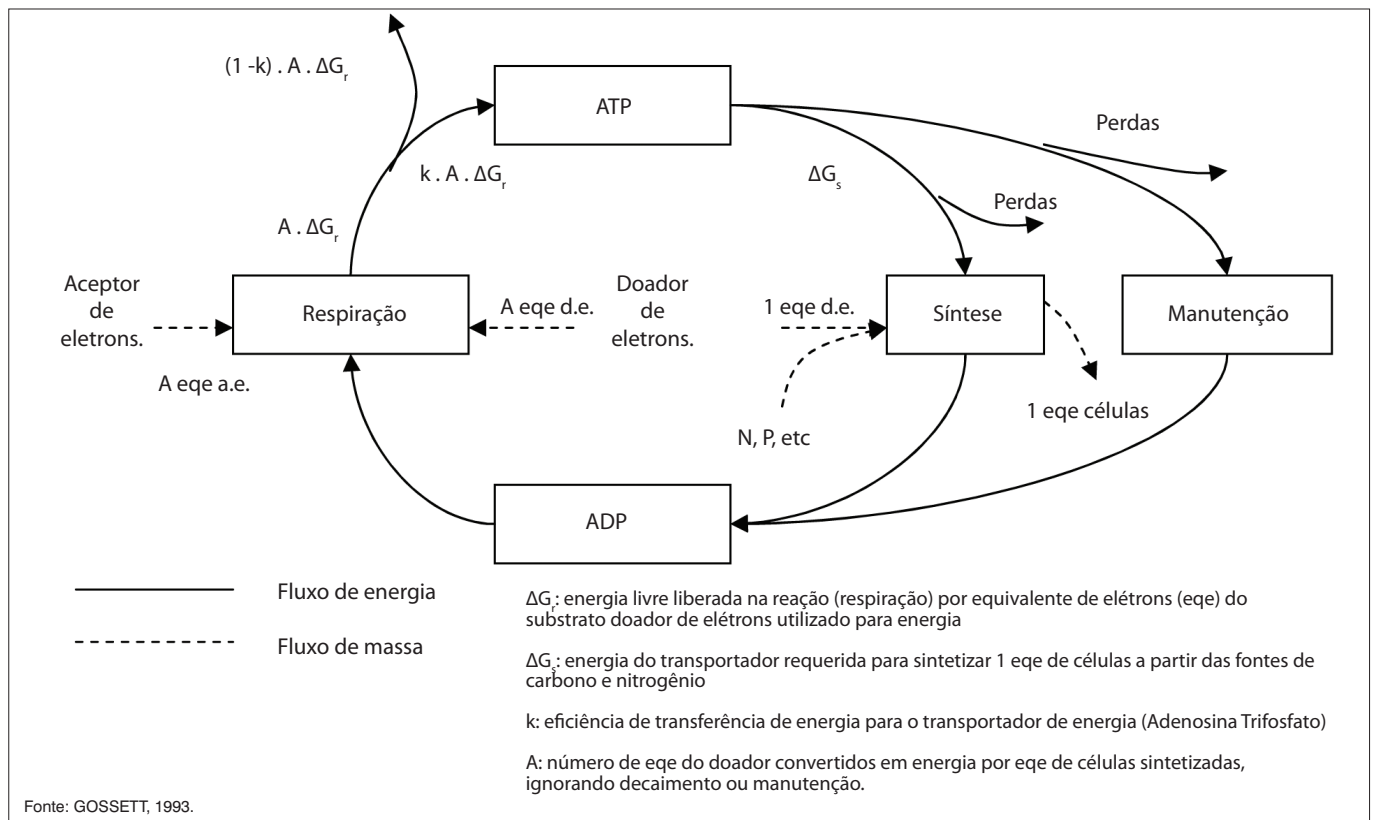 (1 -k) . A . ΔGr
ATP
Perdas
k . A . ΔGr
ΔGs
Perdas
A . ΔGr
Aceptor
de
eletrons.
Respiração
A eqe d.e.
Doador
de
eletrons.
1 eqe d.e.
Síntese
Manutenção
A eqe a.e.
1 eqe células
N, P, etc
ADP
Fluxo de energia
Fluxo de massa
ΔGr: energia livre liberada na reação (respiração) por equivalente de elétrons (eqe) do
substrato doador de elétrons utilizado para energia
ΔGs: energia do transportador requerida para sintetizar 1 eqe de células a partir das fontes de
carbono e nitrogênio
k: eficiência de transferência de energia para o transportador de energia (Adenosina Trifosfato)
A: número de eqe do doador convertidos em energia por eqe de células sintetizadas,
ignorando decaimento ou manutenção.
Fonte: GOSSETT, 1993.